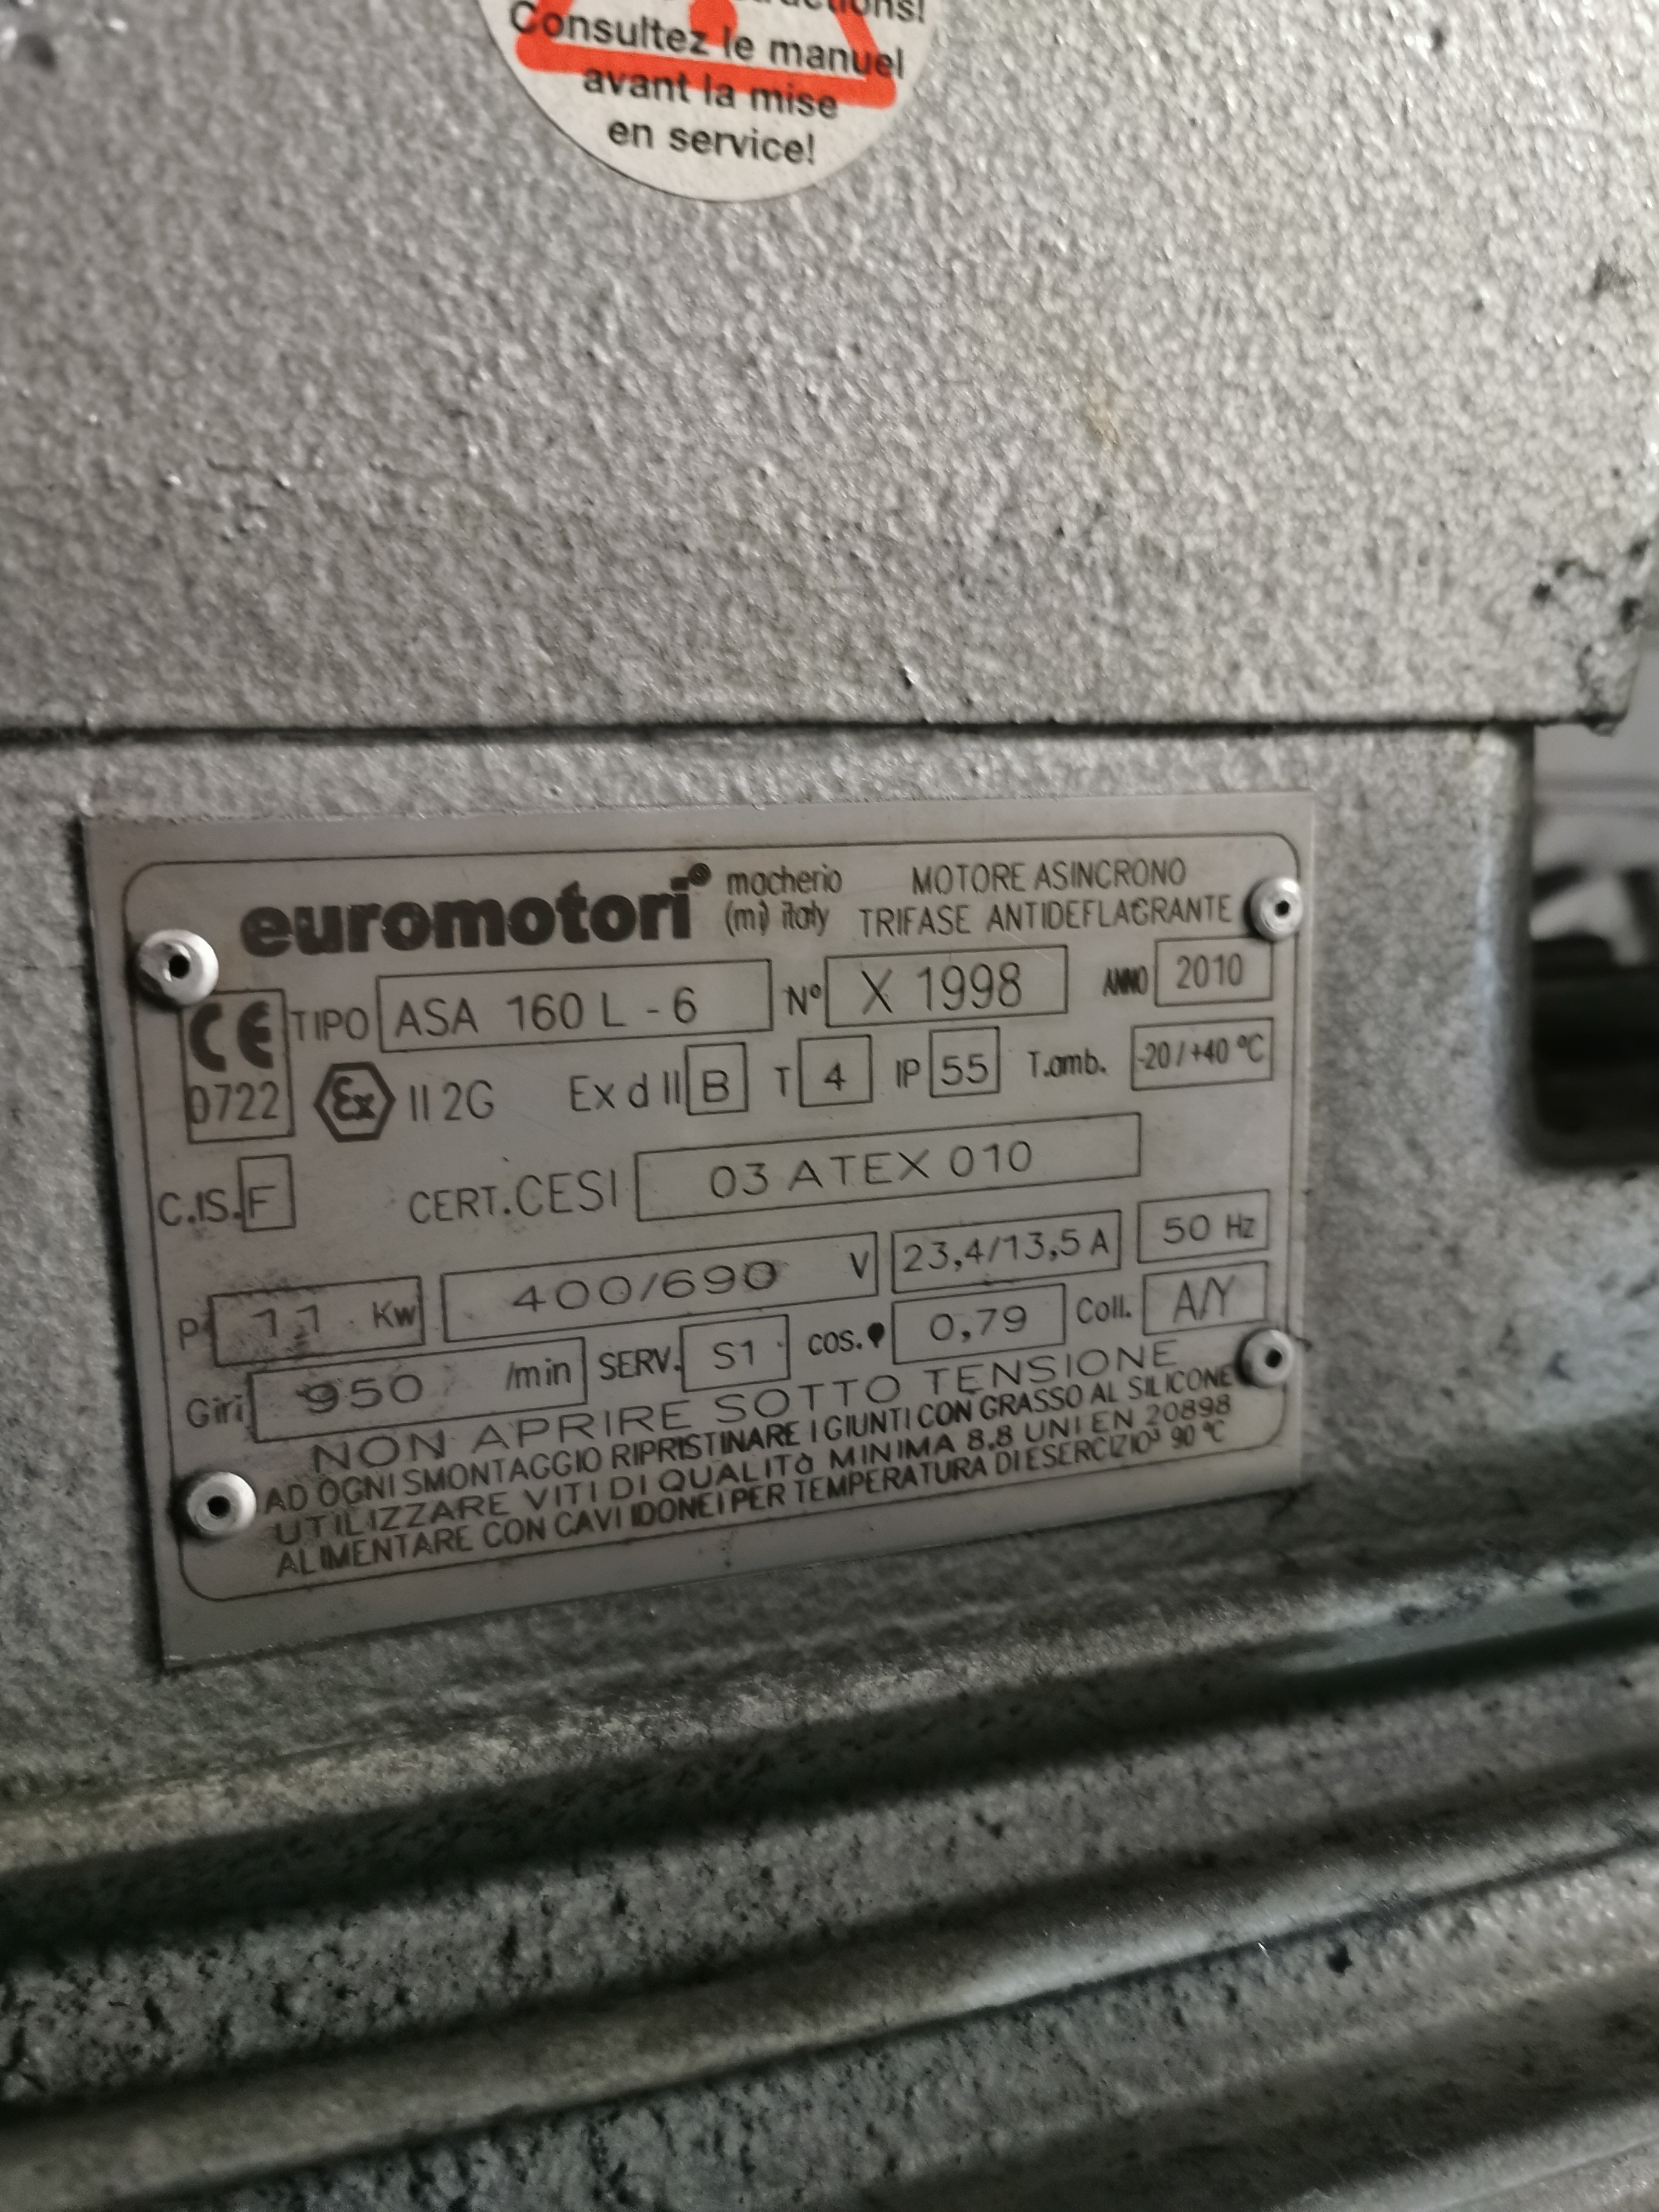 Consultez le manuel
avant la mise
en service!
euromotori® macherio (mi) italy
MOTORE ASINCRONO
TRIFASE ANTIDEFLAGRANTE
CE 0722
TIPO ASA 160 L - 6 N° X 1998 ANNO 2010
Ex II 2G Ex d II B T 4 IP 55 T.amb. -20/+40 °C
C.IS. F CERT.CESI 03 ATEX 010
P 11 Kw 400/690 V 23,4/13,5 A 50 Hz
Giri 950 /min SERV. S1 cos.φ 0,79 Coll. Δ/Y
NON APRIRE SOTTO TENSIONE
AD OGNI SMONTAGGIO RIPRISTINARE I GIUNTI CON GRASSO AL SILICONE
UTILIZZARE VITI DI QUALITà MINIMA 8.8 UNI EN 20898
ALIMENTARE CON CAVI IDONEI PER TEMPERATURA DI ESERCIZIO³ 90 °C